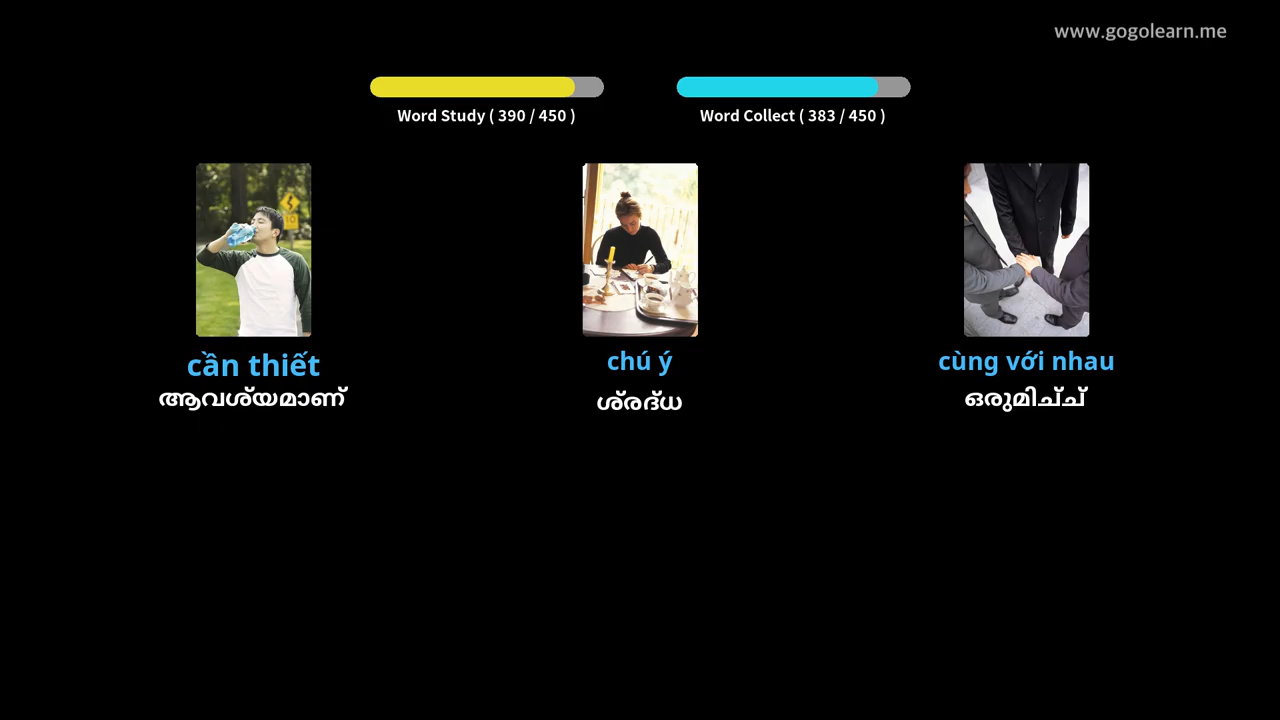 www.gogolearn.me
Word Study ( 390 / 450 )
Word Collect ( 383 / 450 )
cần thiết
ആവശ്യമാണ്
chú ý
ശ്രദ്ധ
cùng với nhau
ഒരുമിച്ച്